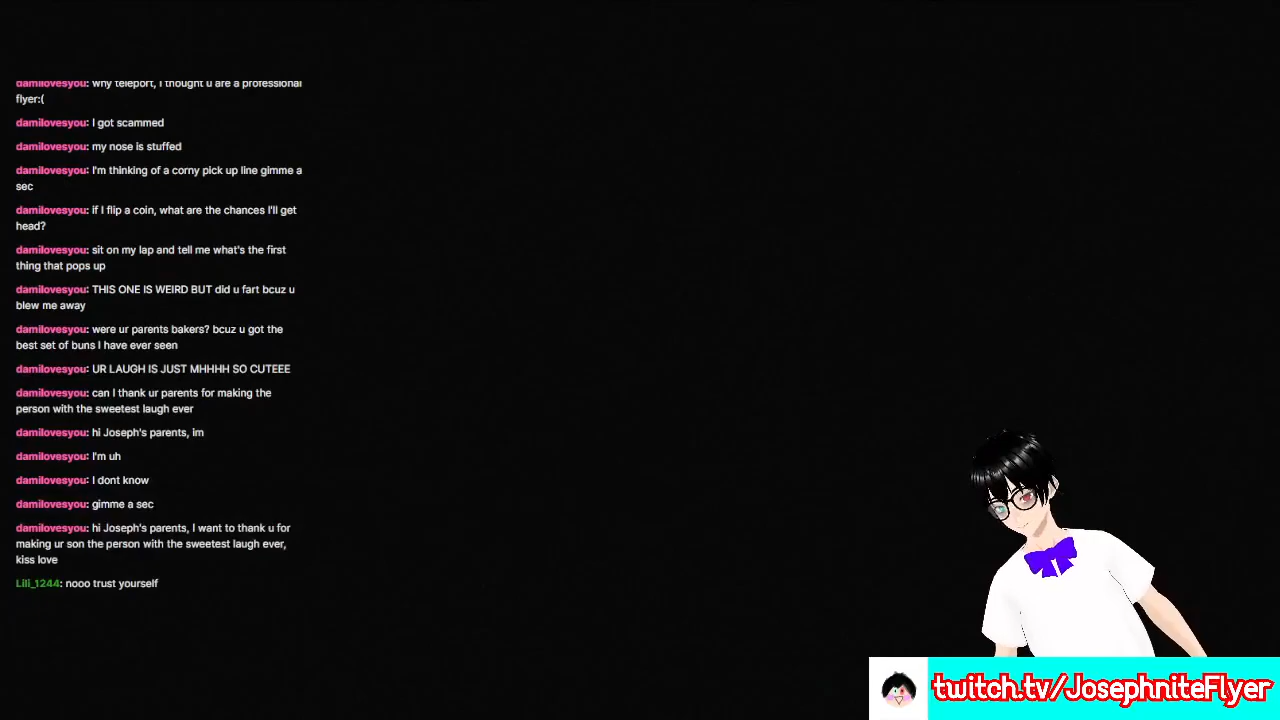 damilovesyou: why teleport, i thought u are a professional
flyer:(
damilovesyou: I got scammed
damilovesyou: my nose is stuffed
damilovesyou: I'm thinking of a corny pick up line gimme a
sec
damilovesyou: if I flip a coin, what are the chances I'll get
head?
damilovesyou: sit on my lap and tell me what's the first
thing that pops up
damilovesyou: THIS ONE IS WEIRD BUT did u fart bcuz u
blew me away
damilovesyou: were ur parents bakers? bcuz u got the
best set of buns I have ever seen
damilovesyou: UR LAUGH IS JUST MHHHH SO CUTEEE
damilovesyou: can I thank ur parents for making the
person with the sweetest laugh ever
damilovesyou: hi Joseph's parents, im
damilovesyou: I'm uh
damilovesyou: I dont know
damilovesyou: gimme a sec
damilovesyou: hi Joseph's parents, I want to thank u for
making ur son the person with the sweetest laugh ever,
kiss love
Lili_1244: nooo trust yourself
twitch.tv/JosephniteFlyer